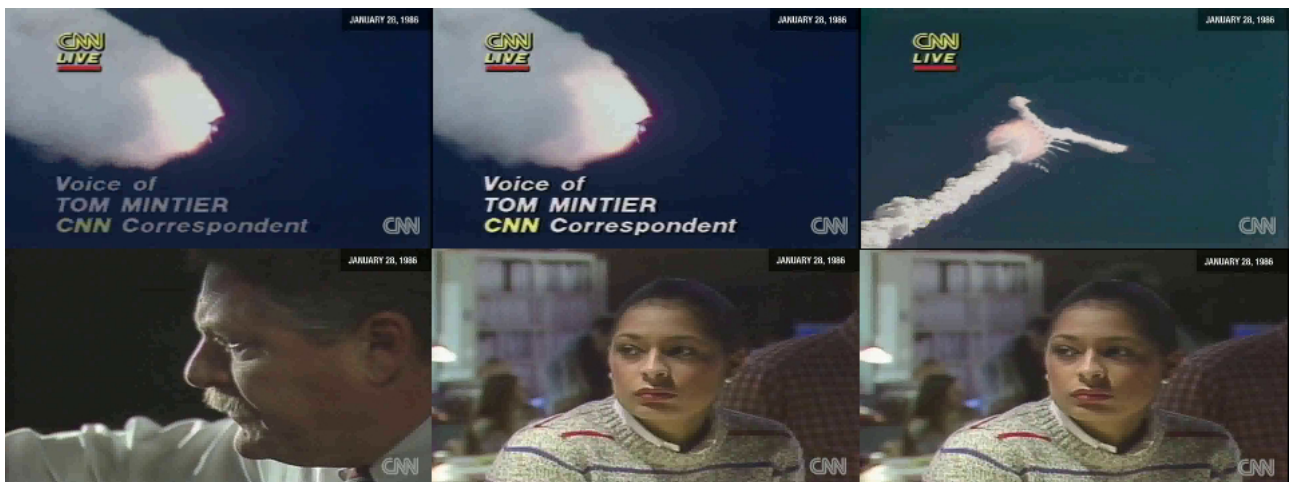 JANUARY 28, 1986
CNN
LIVE
Voice of
TOM MINTIER
CNN Correspondent
CNN
JANUARY 28, 1986
CNN
LIVE
Voice of
TOM MINTIER
CNN Correspondent
CNN
JANUARY 28, 1986
CNN
LIVE
CNN
JANUARY 28, 1986
CNN
JANUARY 28, 1986
CNN
JANUARY 28, 1986
CNN